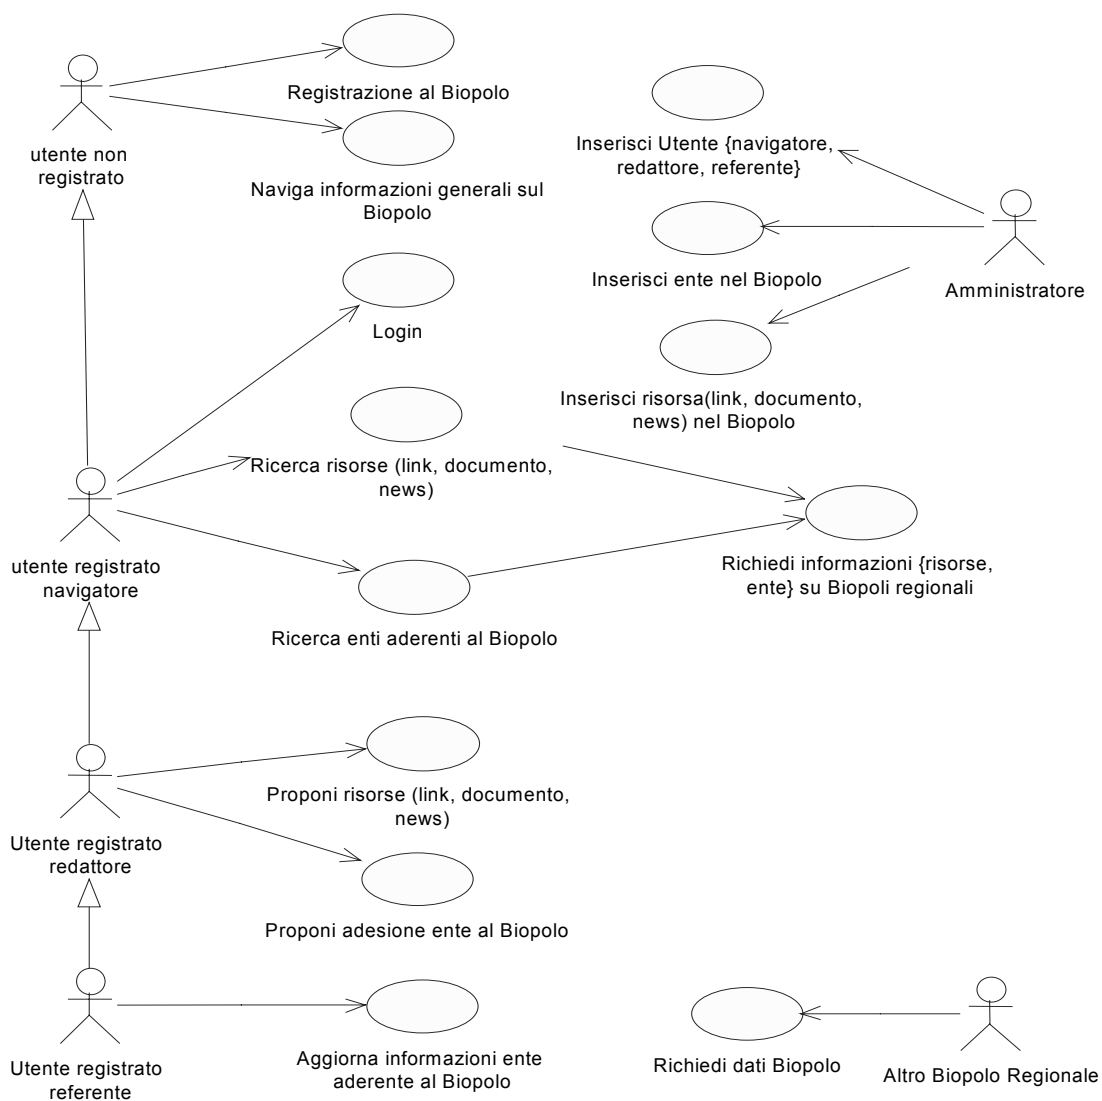 Registrazione al Biopolo
utente non
registrato
Naviga informazioni generali sul
Biopolo
Inserisci Utente {navigatore,
redattore, referente}
Inserisci ente nel Biopolo
Amministratore
Login
Inserisci risorsa(link, documento,
news) nel Biopolo
Ricerca risorse (link, documento,
news)
utente registrato
navigatore
Richiedi informazioni {risorse,
ente} su Biopoli regionali
Ricerca enti aderenti al Biopolo
Proponi risorse (link, documento,
news)
Utente registrato
redattore
Proponi adesione ente al Biopolo
Aggiorna informazioni ente
aderente al Biopolo
Utente registrato
referente
Richiedi dati Biopolo
Altro Biopolo Regionale